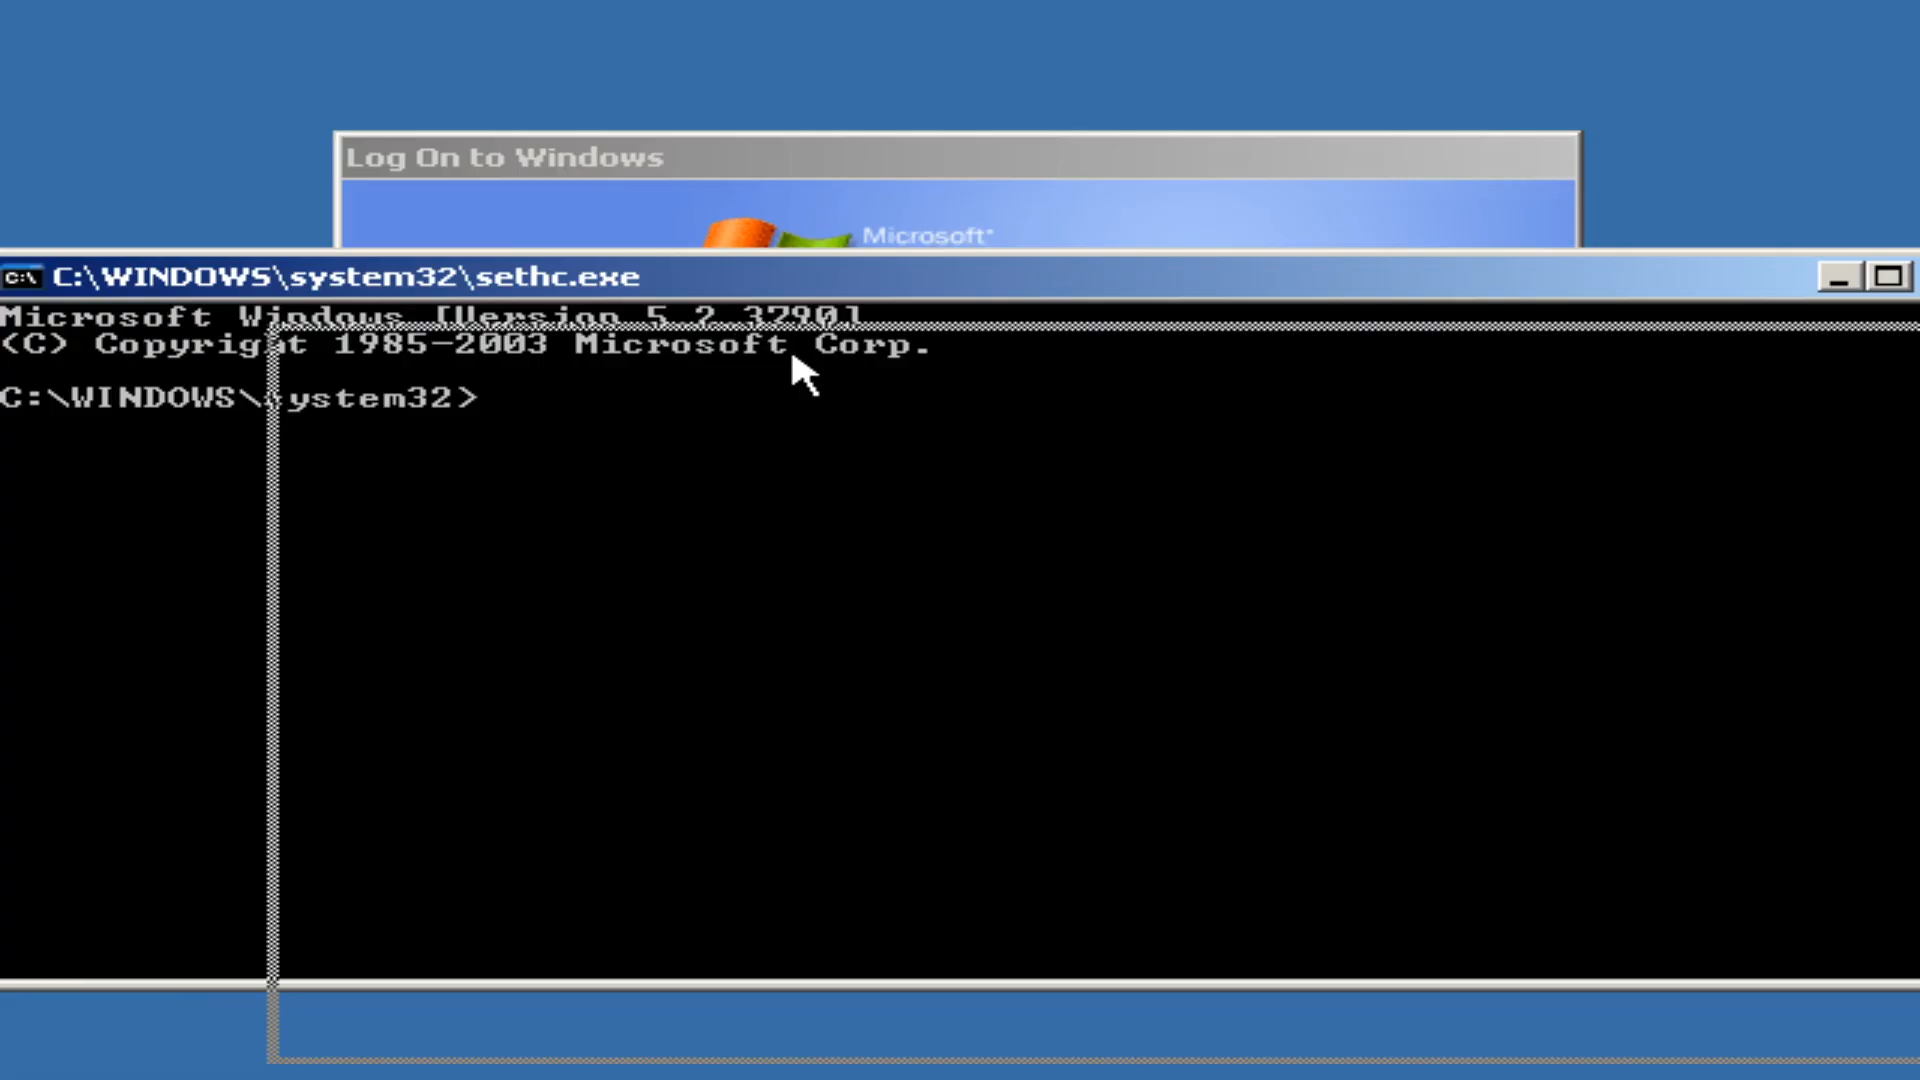 Log On to Windows
Microsoft®
C:\WINDOWS\system32\sethc.exe
Microsoft Windows [Version 5.2.3790]
(C) Copyright 1985-2003 Microsoft Corp.
C:\WINDOWS\system32>